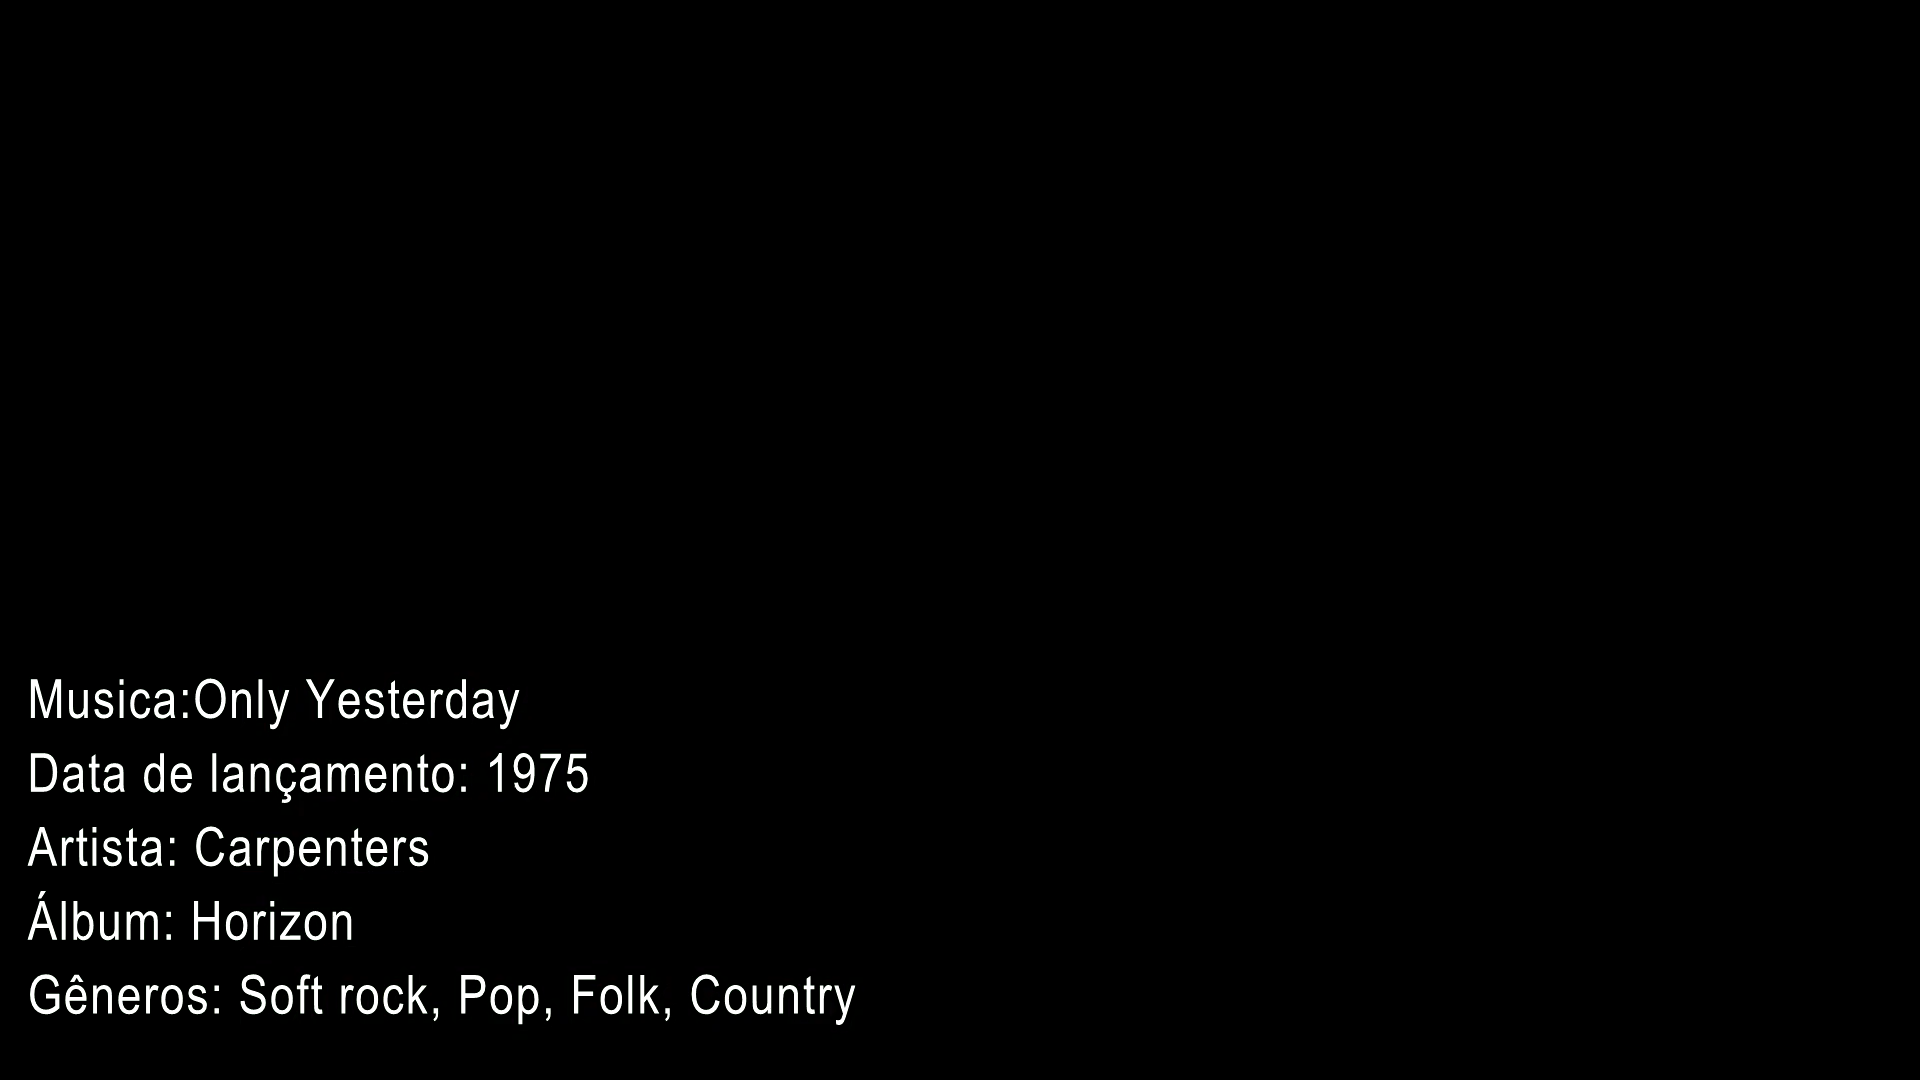 Musica:Only Yesterday
Data de lançamento: 1975
Artista: Carpenters
Álbum: Horizon
Gêneros: Soft rock, Pop, Folk, Country